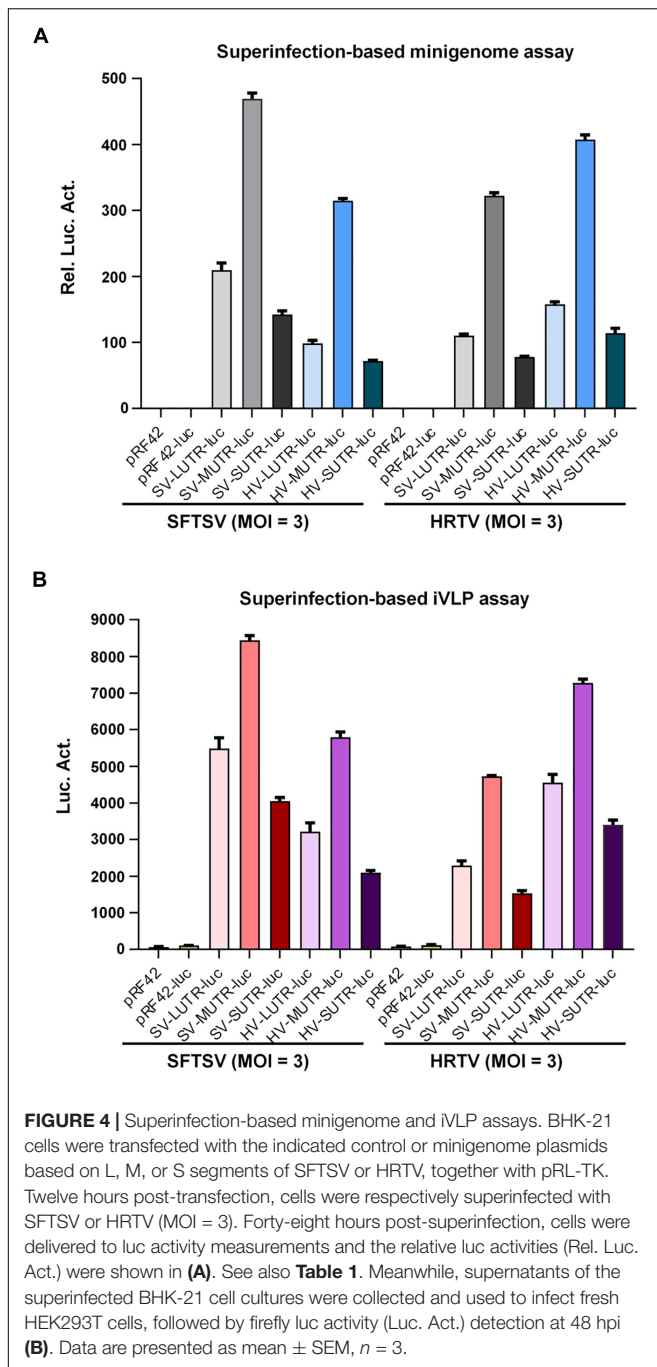 A
Superinfection-based minigenome assay
500
400
300
200
100
0
Rel. Luc. Act.
pRF42
pRF42-luc
SV-LUTR-luc
SV-MUTR-luc
SV-SUTR-luc
HV-LUTR-luc
HV-MUTR-luc
HV-SUTR-luc
pRF42
pRF42-luc
SV-LUTR-luc
SV-MUTR-luc
SV-SUTR-luc
HV-LUTR-luc
HV-MUTR-luc
HV-SUTR-luc
SFTSV (MOI = 3)
HRTV (MOI = 3)
B
Superinfection-based iVLP assay
9000
8000
7000
6000
5000
4000
3000
2000
1000
0
Luc. Act.
pRF42
pRF42-luc
SV-LUTR-luc
SV-MUTR-luc
SV-SUTR-luc
HV-LUTR-luc
HV-MUTR-luc
HV-SUTR-luc
pRF42
pRF42-luc
SV-LUTR-luc
SV-MUTR-luc
SV-SUTR-luc
HV-LUTR-luc
HV-MUTR-luc
HV-SUTR-luc
SFTSV (MOI = 3)
HRTV (MOI = 3)
FIGURE 4 | Superinfection-based minigenome and iVLP assays. BHK-21
cells were transfected with the indicated control or minigenome plasmids
based on L, M, or S segments of SFTSV or HRTV, together with pRL-TK.
Twelve hours post-transfection, cells were respectively superinfected with
SFTSV or HRTV (MOI = 3). Forty-eight hours post-superinfection, cells were
delivered to luc activity measurements and the relative luc activities (Rel. Luc.
Act.) were shown in (A). See also Table 1. Meanwhile, supernatants of the
superinfected BHK-21 cell cultures were collected and used to infect fresh
HEK293T cells, followed by firefly luc activity (Luc. Act.) detection at 48 hpi
(B). Data are presented as mean ± SEM, n = 3.